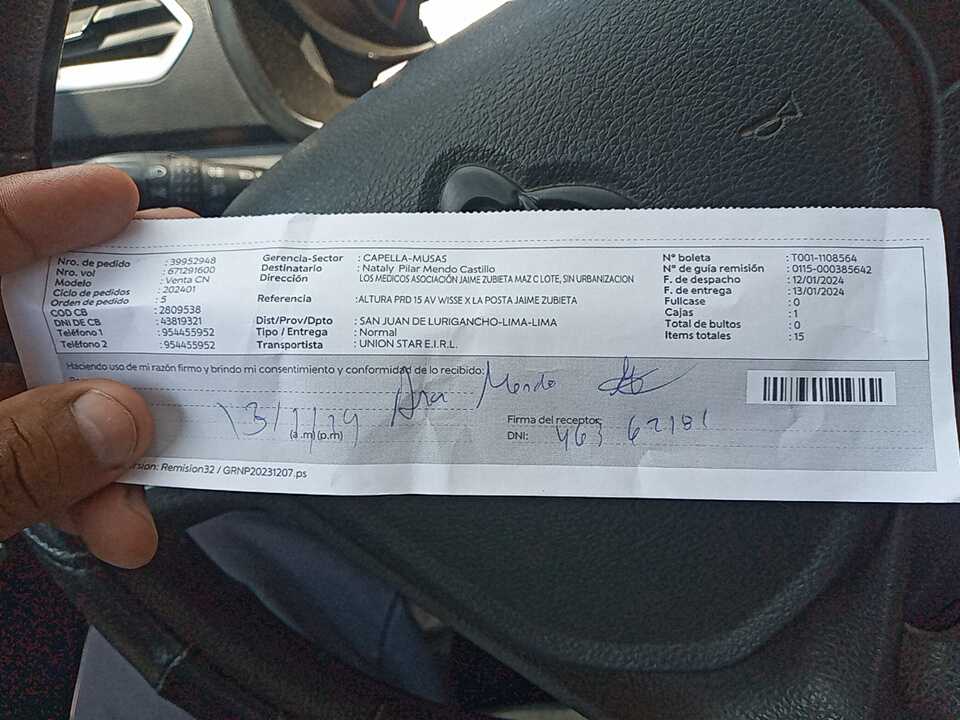 Nro. de pedido : 39952948
Nro. vol : 671291600
Modelo : Venta CN
Ciclo de pedidos : 202401
Orden de pedido : 5
COD CB : 2809538
DNI DE CB : 43819321
Teléfono 1 : 954455952
Teléfono 2 : 954455952
Gerencia-Sector : CAPELLA-MUSAS
Destinatario : Nataly Pilar Mendo Castillo
Dirección : LOS MEDICOS ASOCIACIÓN JAIME ZUBIETA MAZ C LOTE, SIN URBANIZACION
Referencia : ALTURA PRD 15 AV WISSE X LA POSTA JAIME ZUBIETA
Dist/Prov/Dpto : SAN JUAN DE LURIGANCHO-LIMA-LIMA
Tipo / Entrega : Normal
Transportista : UNION STAR E.I.R.L.
N° boleta : T001-1108564
N° de guía remisión : 0115-000385642
F. de despacho : 12/01/2024
F. de entrega : 13/01/2024
Fullcase : 0
Cajas : 1
Total de bultos : 0
Items totales : 15
Haciendo uso de mi razón firmo y brindo mi consentimiento y conformidad de lo recibido:
Mendo
(a.m)(p.m)
Firma del receptor:
DNI: 463 62181
Remision32 / GRNP20231207.ps